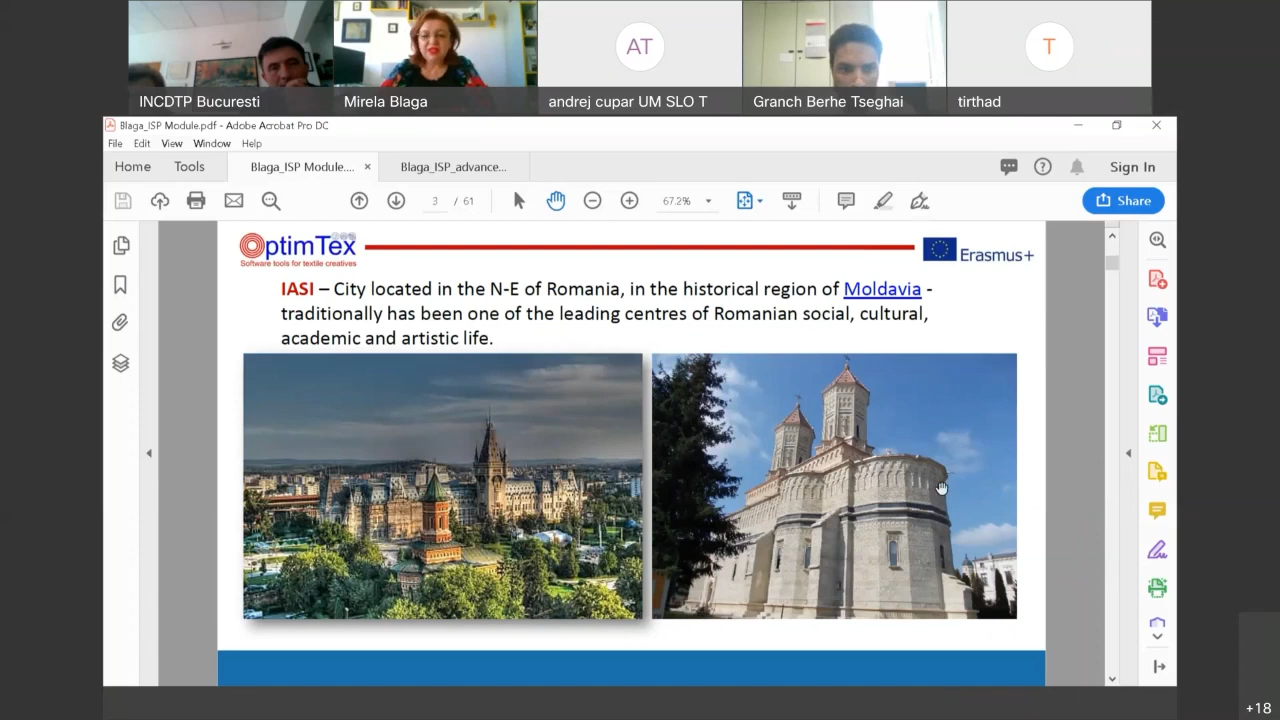 AT
T
INCDTP Bucuresti
Mirela Blaga
andrej cupar UM SLO T
Granch Berhe Tseghai
tirthad
Blaga_ISP Module.pdf - Adobe Acrobat Pro DC
File Edit View Window Help
Home Tools Blaga_ISP Module.... × Blaga_ISP_advance... Sign In
3 / 61 67.2% Share
OptimTex
Software tools for textile creatives
Erasmus+
IASI – City located in the N-E of Romania, in the historical region of Moldavia -
traditionally has been one of the leading centres of Romanian social, cultural,
academic and artistic life.
+18